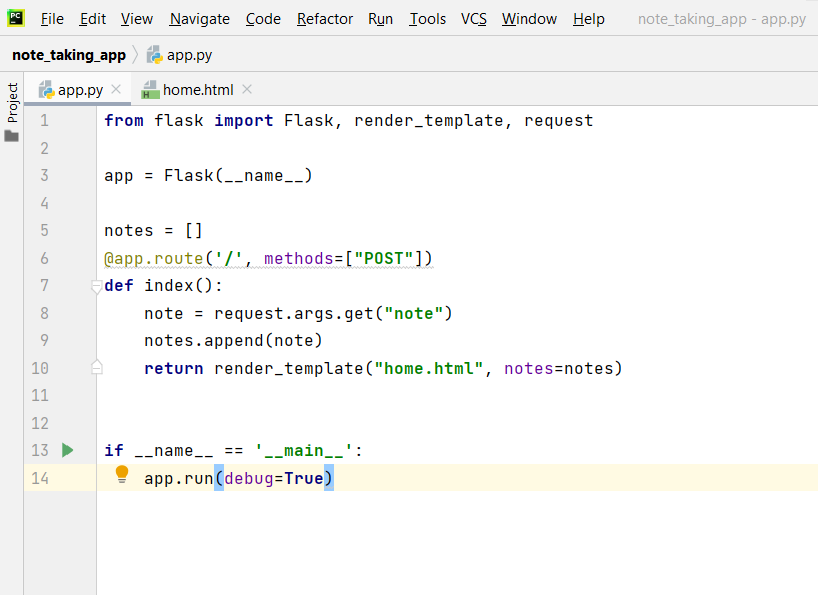 PC File Edit View Navigate Code Refactor Run Tools VCS Window Help note_taking_app - app.py
note_taking_app app.py
Project
app.py home.html
1 from flask import Flask, render_template, request
2
3 app = Flask(__name__)
4
5 notes = []
6 @app.route('/', methods=["POST"])
7 def index():
8     note = request.args.get("note")
9     notes.append(note)
10     return render_template("home.html", notes=notes)
11
12
13 if __name__ == '__main__':
14     app.run(debug=True)